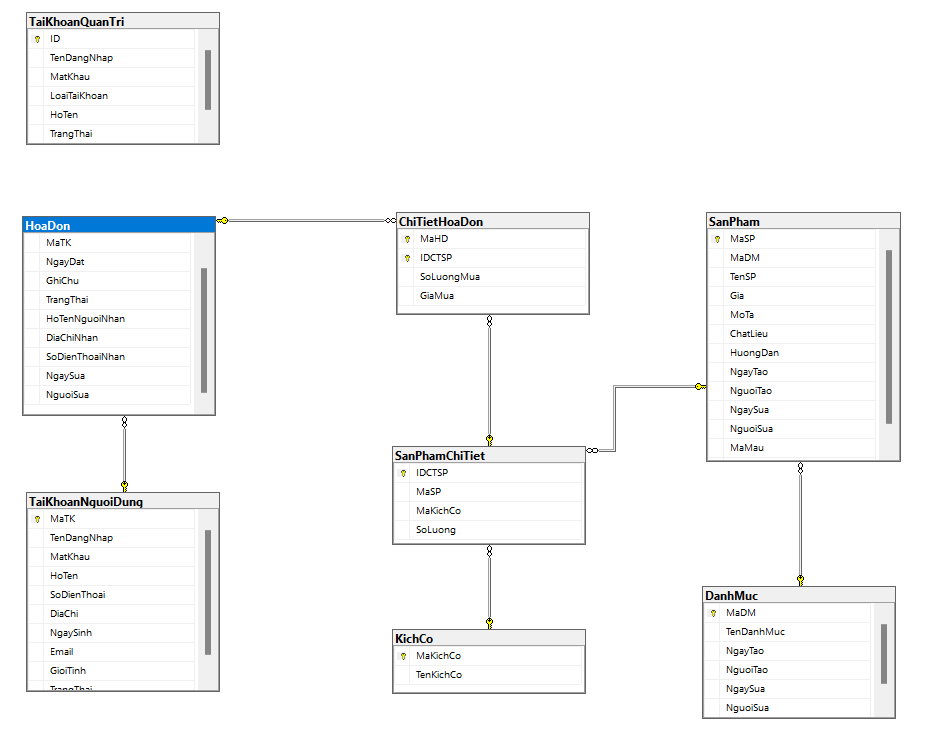 TaiKhoanQuanTri
ID
TenDangNhap
MatKhau
LoaiTaiKhoan
HoTen
TrangThai
HoaDon
MaTK
NgayDat
GhiChu
TrangThai
HoTenNguoiNhan
DiaChiNhan
SoDienThoaiNhan
NgaySua
NguoiSua
ChiTietHoaDon
MaHD
IDCTSP
SoLuongMua
GiaMua
SanPham
MaSP
MaDM
TenSP
Gia
MoTa
ChatLieu
HuongDan
NgayTao
NguoiTao
NgaySua
NguoiSua
MaMau
TaiKhoanNguoiDung
MaTK
TenDangNhap
MatKhau
HoTen
SoDienThoai
DiaChi
NgaySinh
Email
GioiTinh
TrangThai
SanPhamChiTiet
IDCTSP
MaSP
MaKichCo
SoLuong
KichCo
MaKichCo
TenKichCo
DanhMuc
MaDM
TenDanhMuc
NgayTao
NguoiTao
NgaySua
NguoiSua